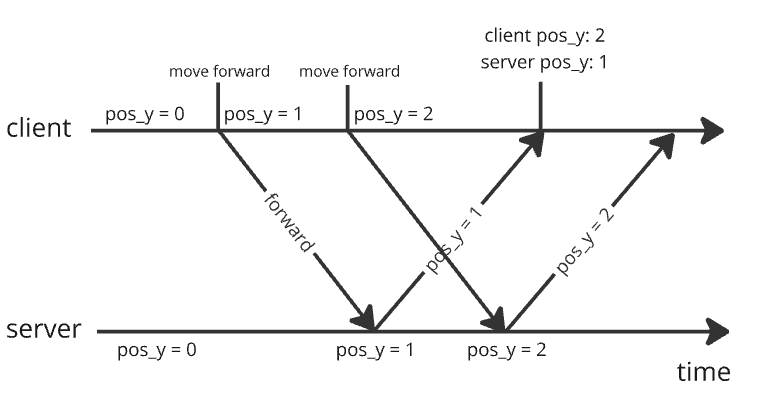 client pos_y: 2
server pos_y: 1
move forward
move forward
pos_y = 0
pos_y = 1
pos_y = 2
client
forward
pos_y = 1
pos_y = 2
server
pos_y = 0
pos_y = 1
pos_y = 2
time